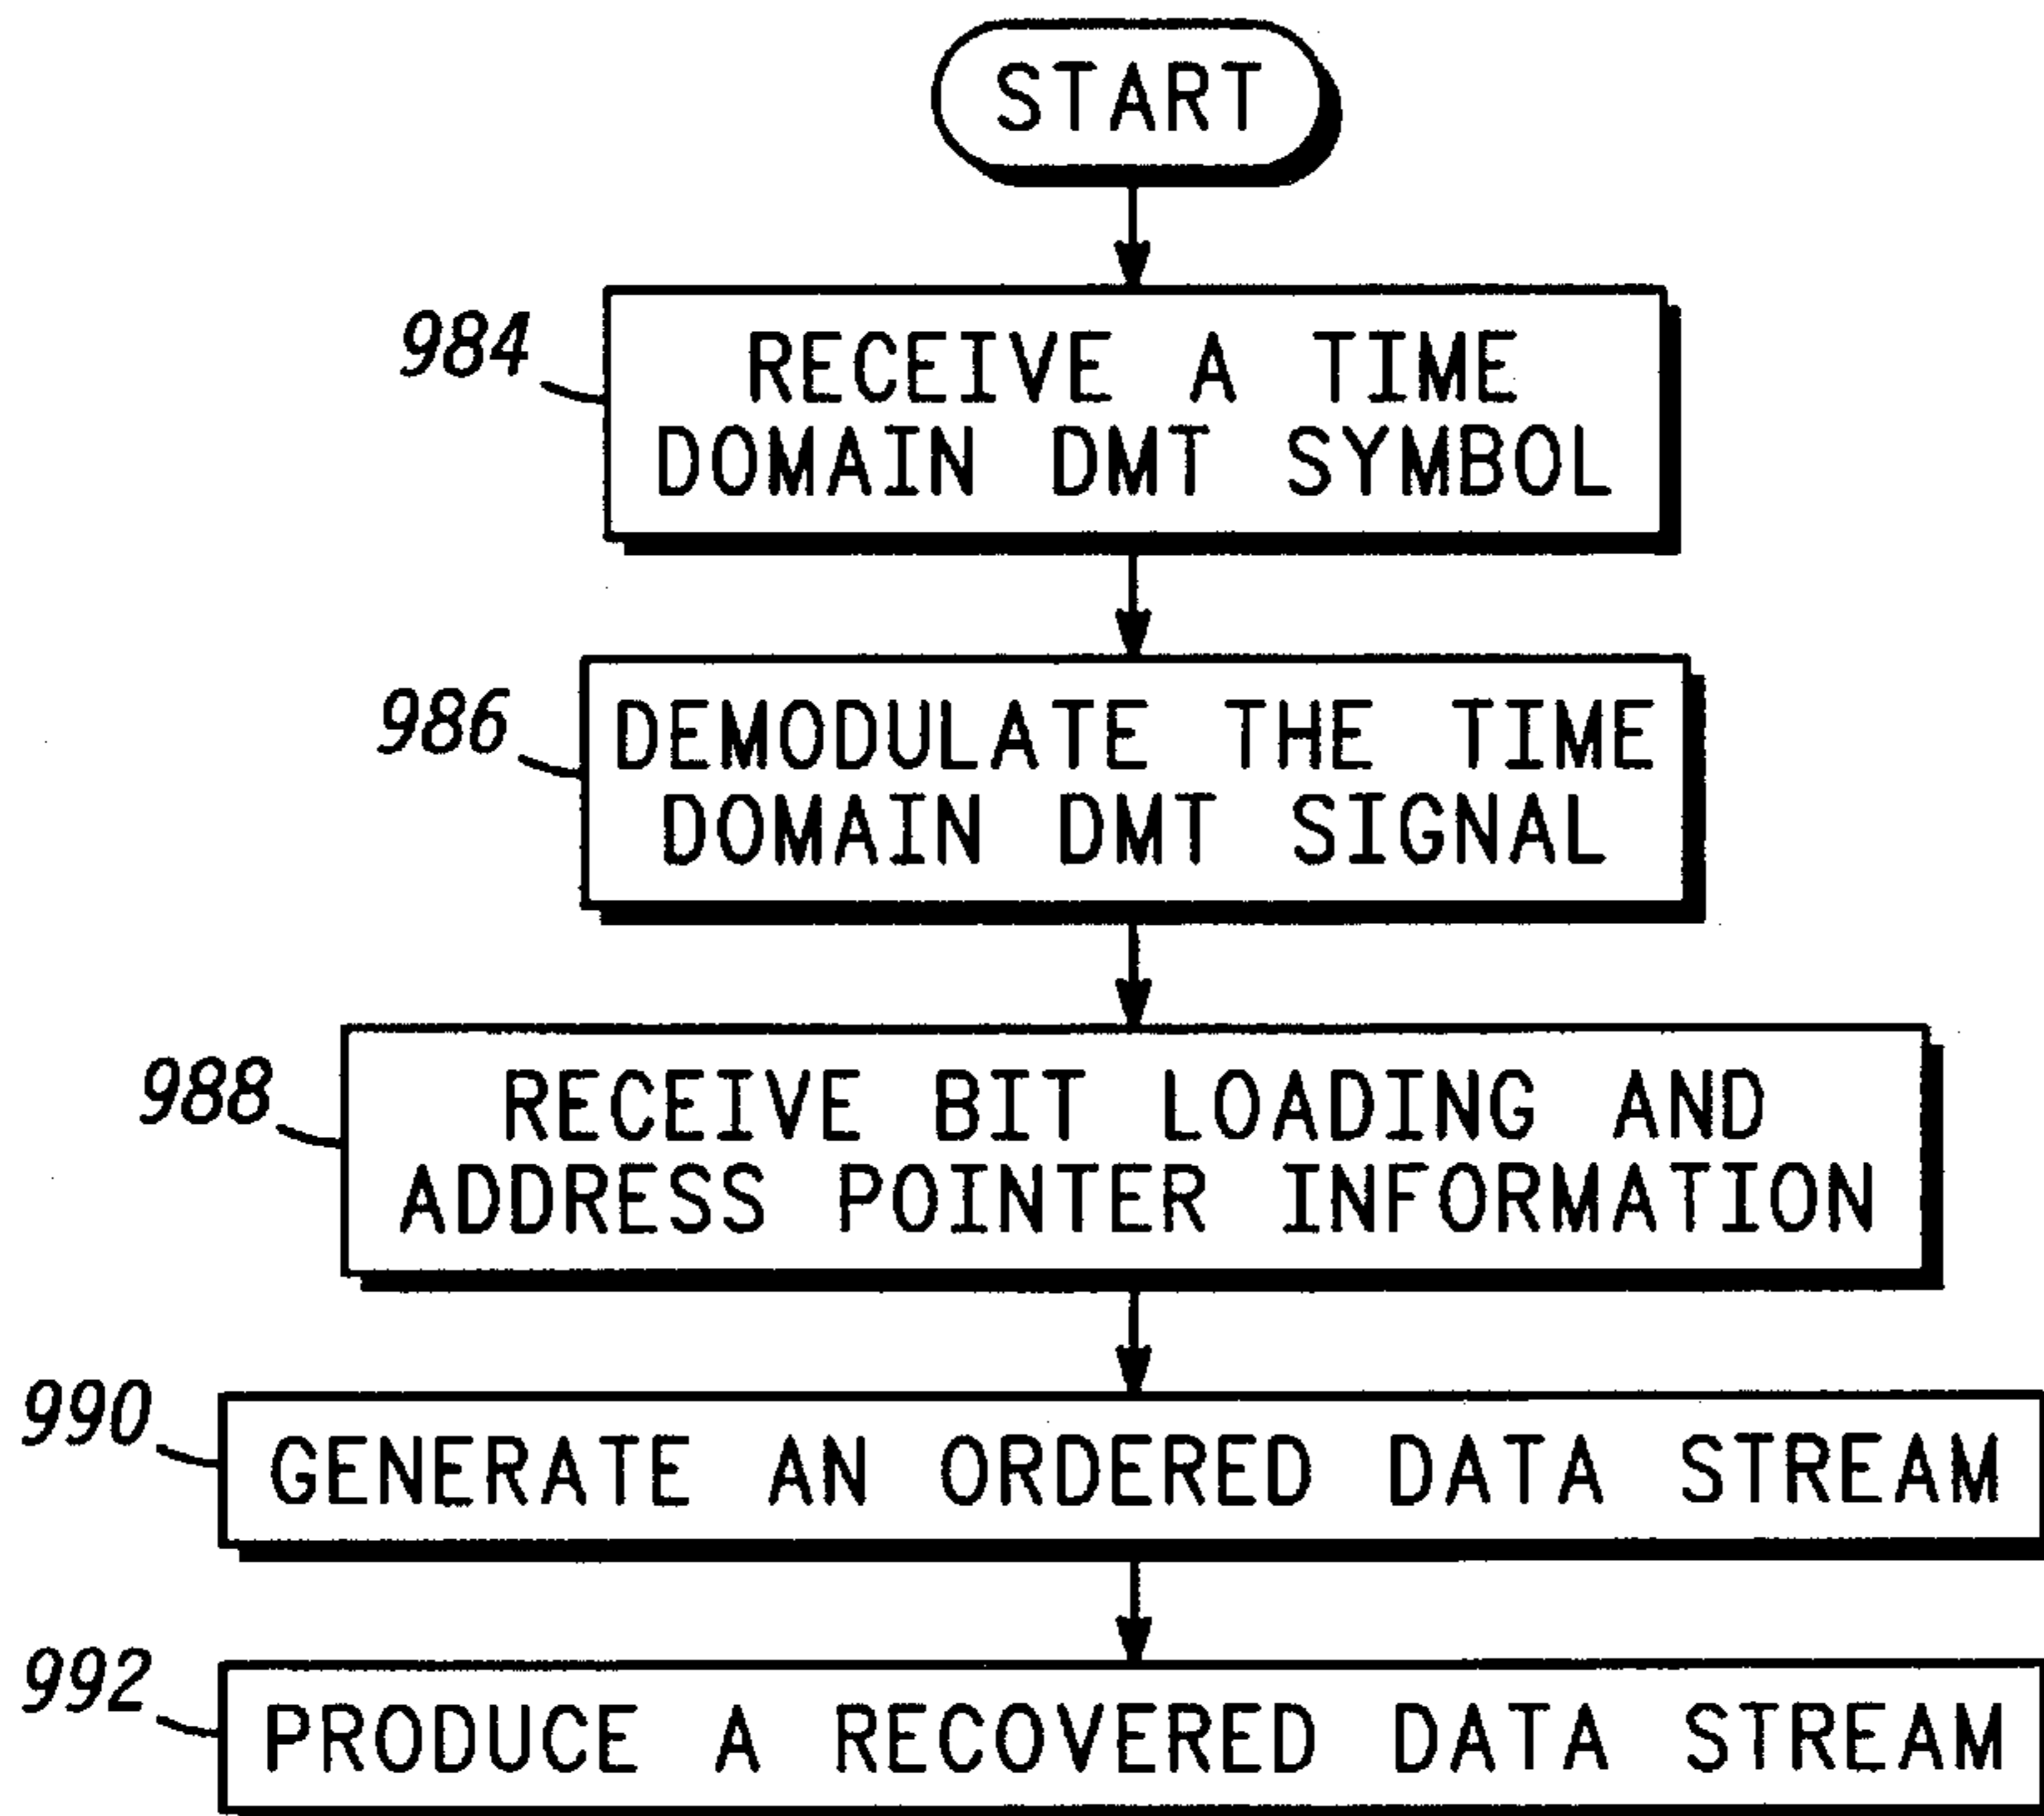 START
984
RECEIVE A TIME
DOMAIN DMT SYMBOL
986
DEMODULATE THE TIME
DOMAIN DMT SIGNAL
988
RECEIVE BIT LOADING AND
ADDRESS POINTER INFORMATION
990
GENERATE AN ORDERED DATA STREAM
992
PRODUCE A RECOVERED DATA STREAM